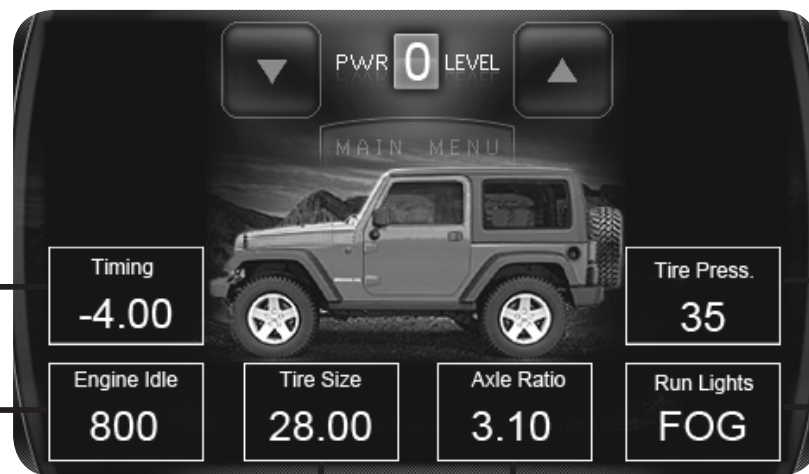 PWR 0 LEVEL
MAIN MENU
Timing
-4.00
Tire Press.
35
Engine Idle
800
Tire Size
28.00
Axle Ratio
3.10
Run Lights
FOG